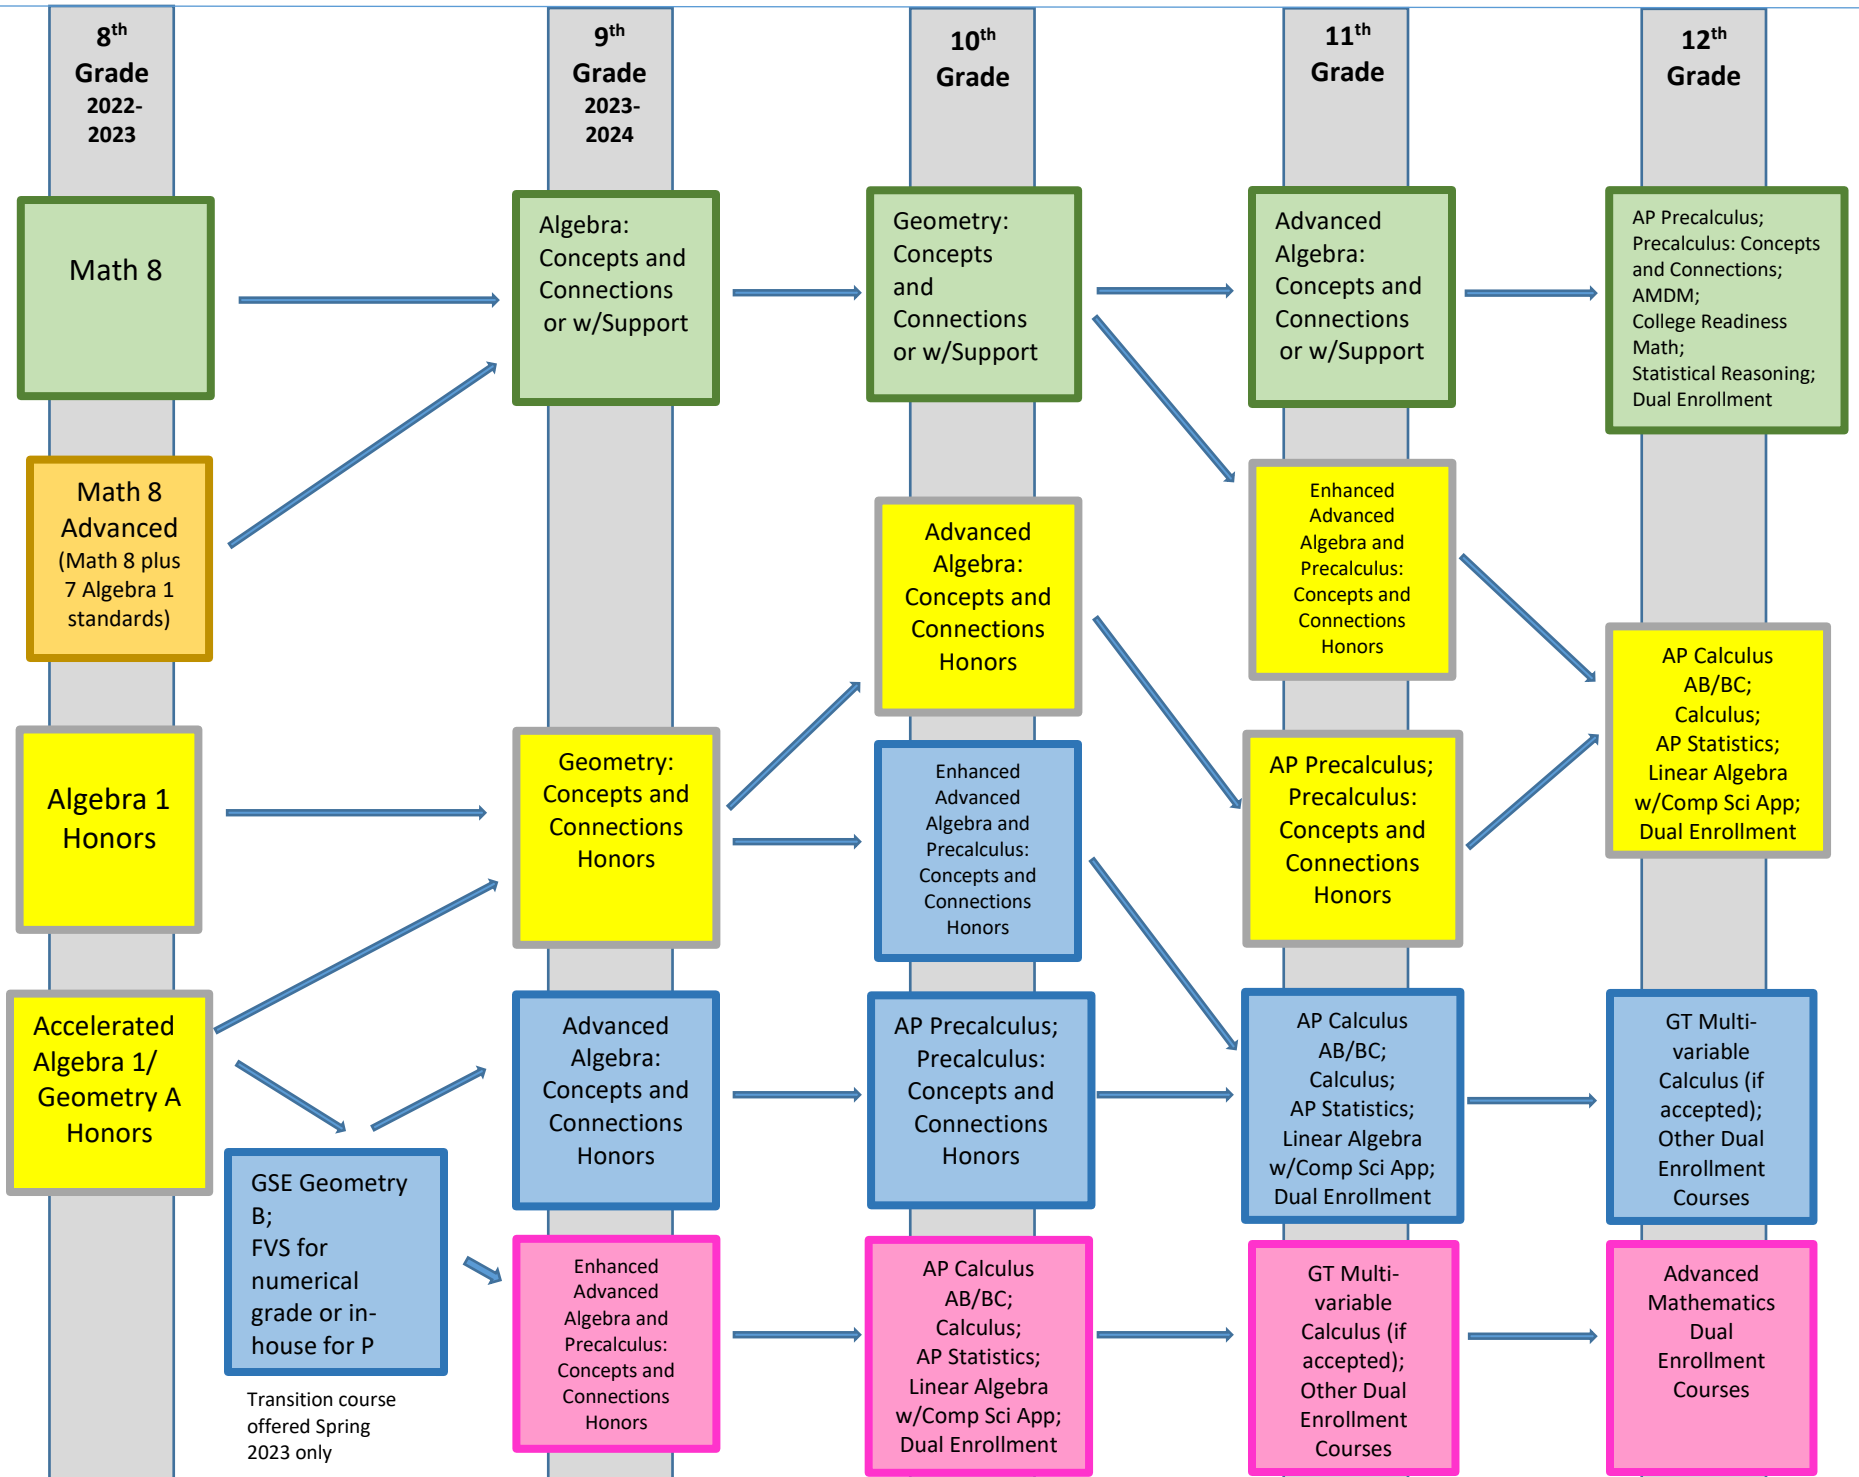 8th
Grade
2022-
2023
9th
Grade
2023-
2024
10th
Grade
11th
Grade
12th
Grade
Math 8
Algebra:
Concepts and
Connections
or w/Support
Geometry:
Concepts
and
Connections
or w/Support
Advanced
Algebra:
Concepts and
Connections
or w/Support
AP Precalculus;
Precalculus: Concepts
and Connections;
AMDM;
College Readiness
Math;
Statistical Reasoning;
Dual Enrollment
Math 8
Advanced
(Math 8 plus
7 Algebra 1
standards)
Advanced
Algebra:
Concepts and
Connections
Honors
Enhanced
Advanced
Algebra and
Precalculus:
Concepts and
Connections
Honors
AP Calculus
AB/BC;
Calculus;
AP Statistics;
Linear Algebra
w/Comp Sci App;
Dual Enrollment
Algebra 1
Honors
Geometry:
Concepts and
Connections
Honors
Enhanced
Advanced
Algebra and
Precalculus:
Concepts and
Connections
Honors
AP Precalculus;
Precalculus:
Concepts and
Connections
Honors
Accelerated
Algebra 1/
Geometry A
Honors
Advanced
Algebra:
Concepts and
Connections
Honors
AP Precalculus;
Precalculus:
Concepts and
Connections
Honors
AP Calculus
AB/BC;
Calculus;
AP Statistics;
Linear Algebra
w/Comp Sci App;
Dual Enrollment
GT Multi-
variable
Calculus (if
accepted);
Other Dual
Enrollment
Courses
GSE Geometry
B;
FVS for
numerical
grade or in-
house for P
Transition course
offered Spring
2023 only
Enhanced
Advanced
Algebra and
Precalculus:
Concepts and
Connections
Honors
AP Calculus
AB/BC;
Calculus;
AP Statistics;
Linear Algebra
w/Comp Sci App;
Dual Enrollment
GT Multi-
variable
Calculus (if
accepted);
Other Dual
Enrollment
Courses
Advanced
Mathematics
Dual
Enrollment
Courses